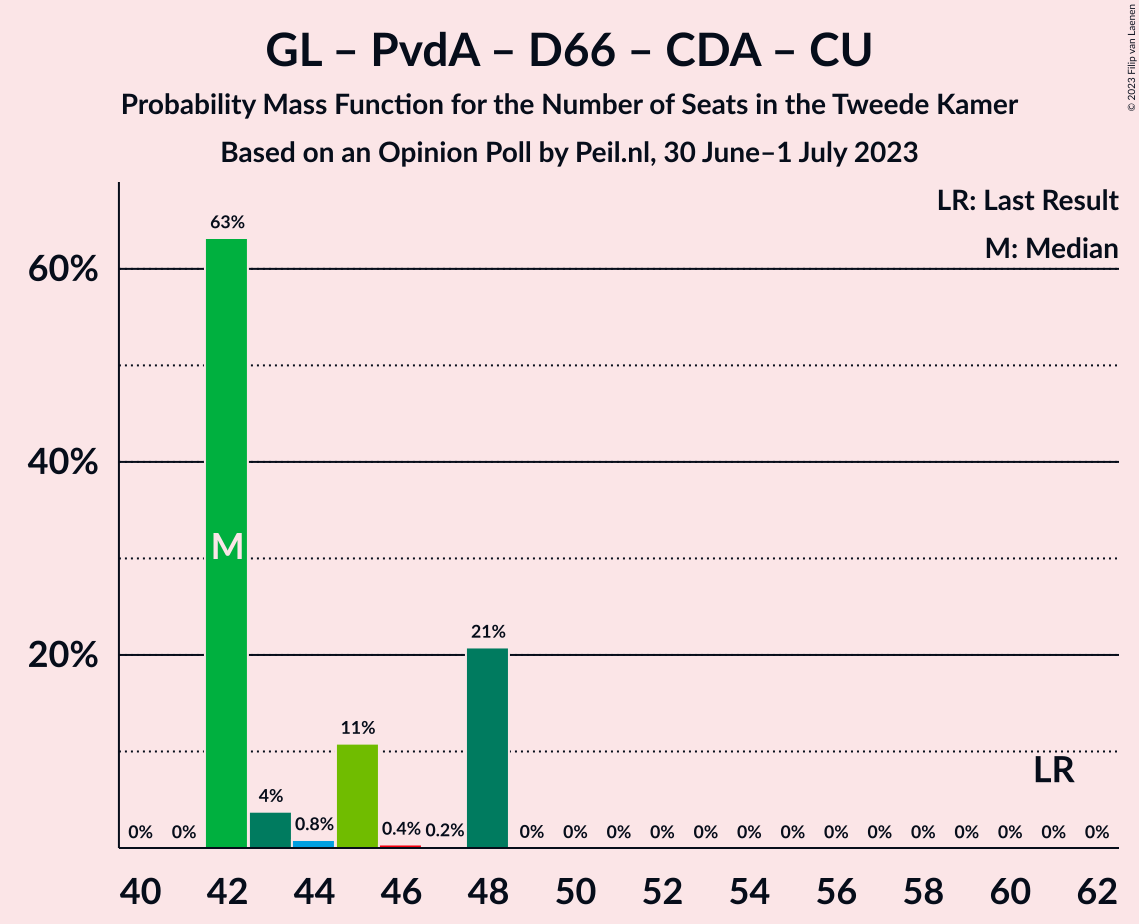 GL – PvdA – D66 – CDA – CU
Probability Mass Function for the Number of Seats in the Tweede Kamer
Based on an Opinion Poll by Peil.nl, 30 June–1 July 2023
© 2023 Filip van Laenen
LR: Last Result
M: Median
63%
60%
40%
M
20%
21%
11%
LR
4%
0% 0% 0.8% 0.4% 0.2% 0% 0% 0% 0% 0% 0% 0% 0% 0% 0% 0% 0% 0% 0%
40 42 44 46 48 50 52 54 56 58 60 62